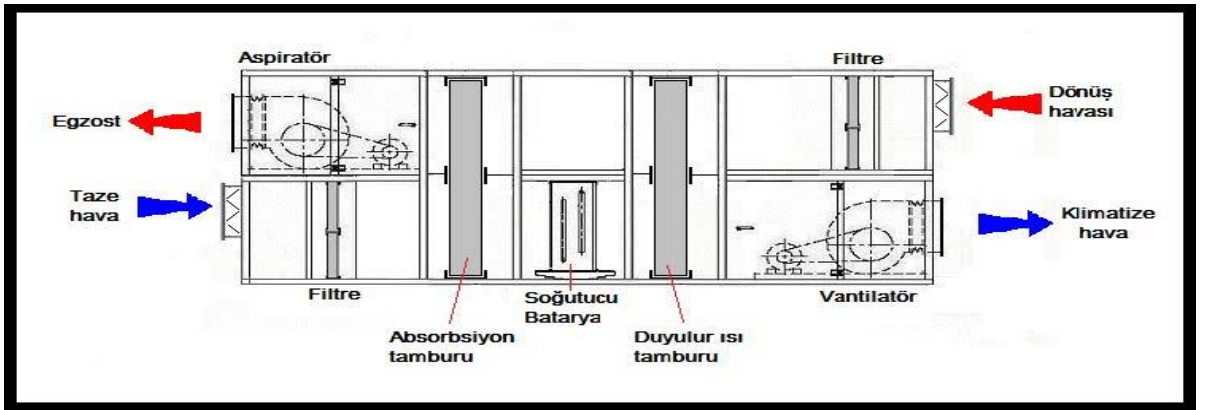 Aspiratör
Filtre
Egzost
Dönüş
havası
Taze
hava
Klimatize
hava
Filtre
Soğutucu
Batarya
Vantilatör
Absorbsiyon
tamburu
Duyulur ısı
tamburu